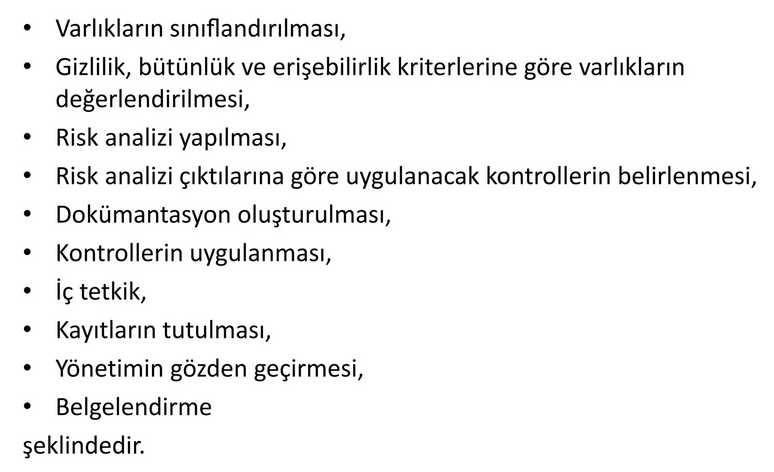 • Varlıkların sınıflandırılması,
• Gizlilik, bütünlük ve erişebilirlik kriterlerine göre varlıkların
değerlendirilmesi,
• Risk analizi yapılması,
• Risk analizi çıktılarına göre uygulanacak kontrollerin belirlenmesi,
• Dokümantasyon oluşturulması,
• Kontrollerin uygulanması,
• İç tetkik,
• Kayıtların tutulması,
• Yönetimin gözden geçirmesi,
• Belgelendirme
şeklindedir.